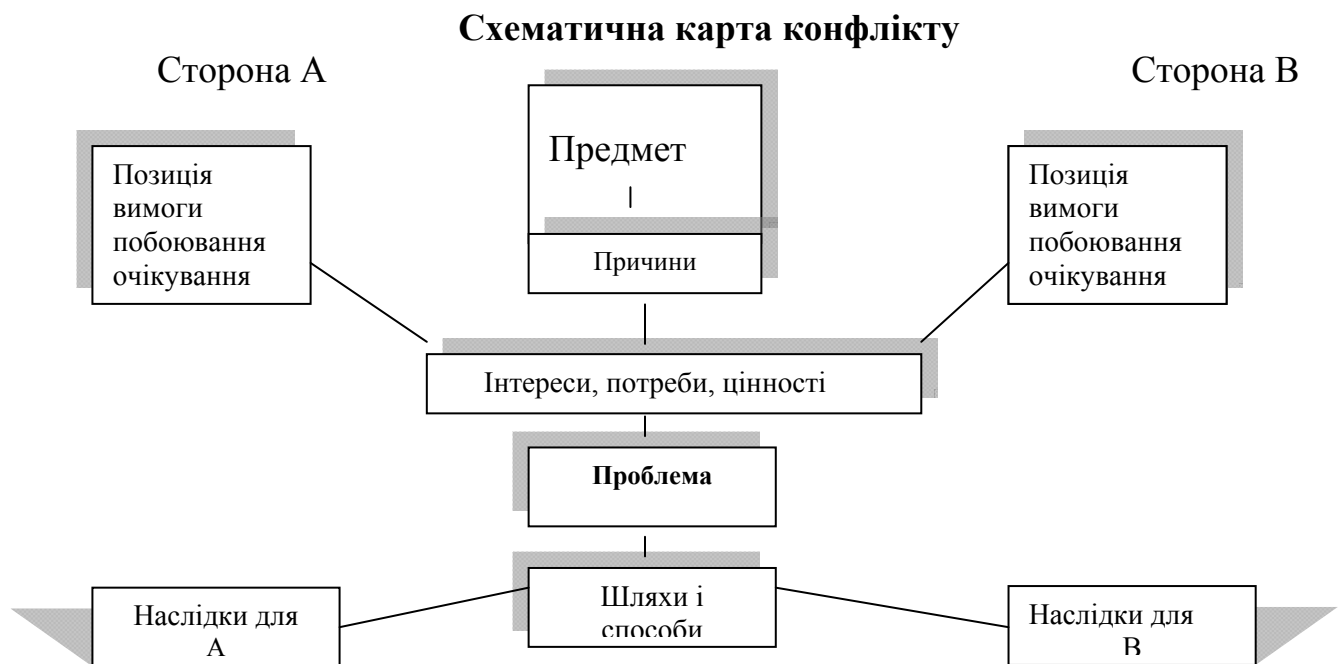 Схематична карта конфлікту
Сторона А
Сторона В
Предмет
Позиція
вимоги
побоювання
очікування
Позиція
вимоги
побоювання
очікування
Причини
Інтереси, потреби, цінності
Проблема
Шляхи і
способи
Наслідки для
А
Наслідки для
В